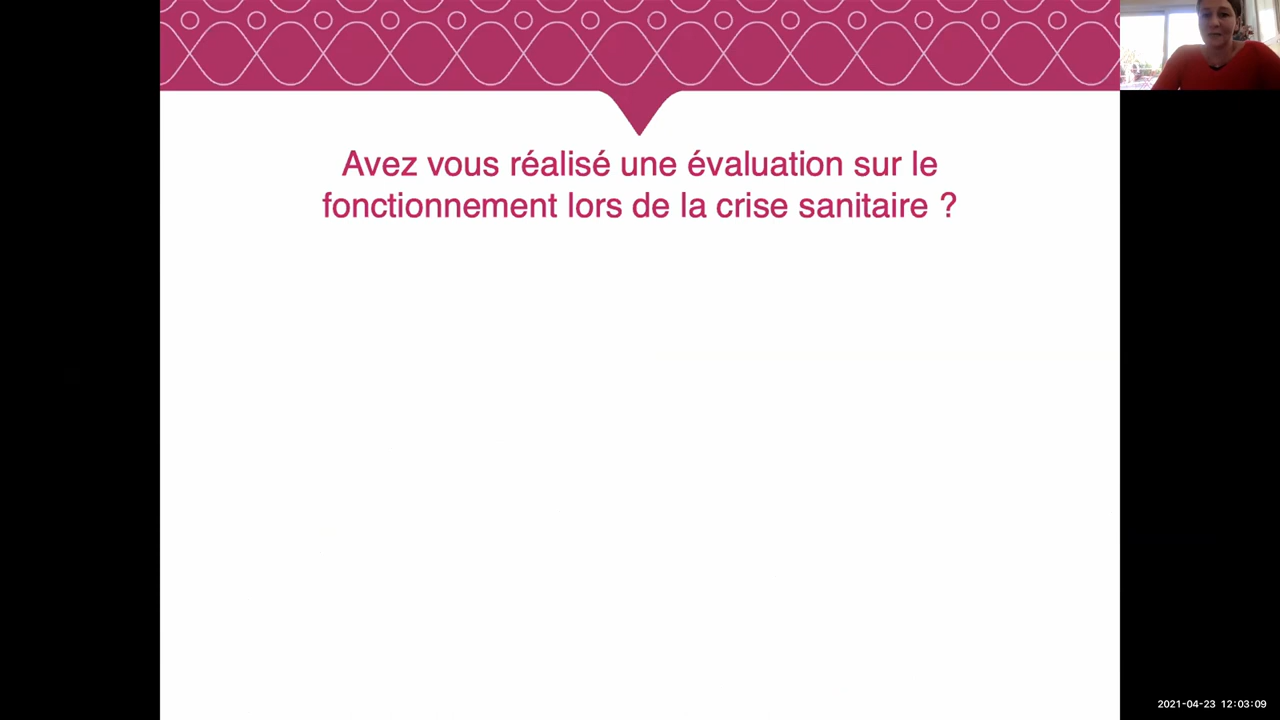 Avez vous réalisé une évaluation sur le
fonctionnement lors de la crise sanitaire ?
2021-04-23 12:03:09